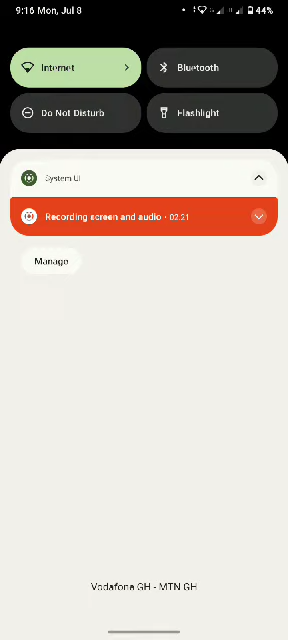 9:16 Mon, Jul 8 44%
Internet
Bluetooth
Do Not Disturb
Flashlight
System UI
Recording screen and audio · 02:21
Manage
Vodafone GH - MTN GH